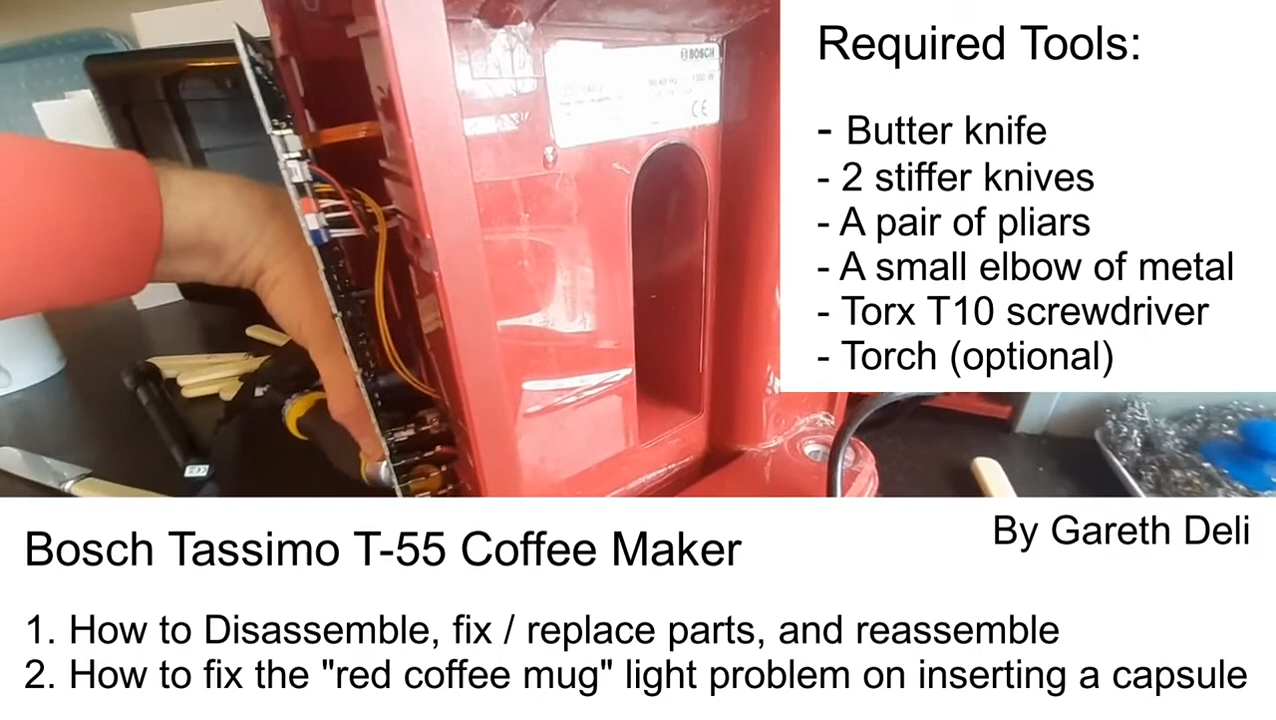 Required Tools:
- Butter knife
- 2 stiffer knives
- A pair of pliars
- A small elbow of metal
- Torx T10 screwdriver
- Torch (optional)
BOSCH
CE
By Gareth Deli
Bosch Tassimo T-55 Coffee Maker
1. How to Disassemble, fix / replace parts, and reassemble
2. How to fix the "red coffee mug" light problem on inserting a capsule